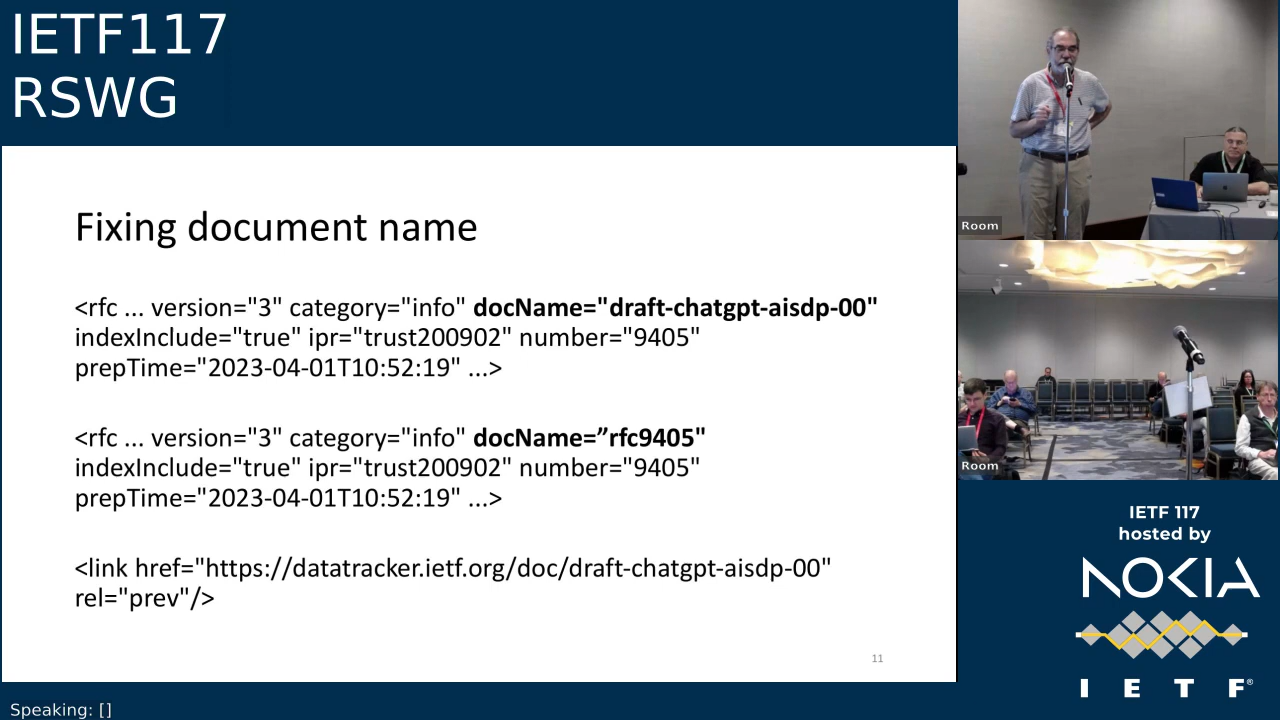 IETF117
RSWG
Fixing document name
<rfc ... version="3" category="info" docName="draft-chatgpt-aisdp-00"
indexInclude="true" ipr="trust200902" number="9405"
prepTime="2023-04-01T10:52:19" ...>
<rfc ... version="3" category="info" docName=”rfc9405"
indexInclude="true" ipr="trust200902" number="9405"
prepTime="2023-04-01T10:52:19" ...>
<link href="https://datatracker.ietf.org/doc/draft-chatgpt-aisdp-00"
rel="prev"/>
11
Speaking: []
Room
Room
IETF 117
hosted by
NOKIA
I E T F®